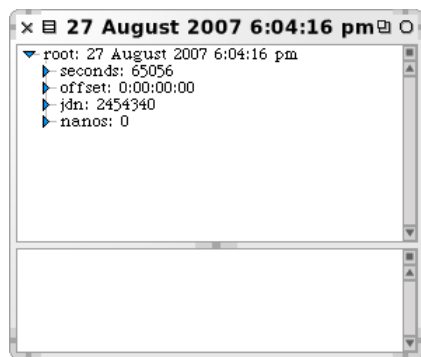 27 August 2007 6:04:16 pm
root: 27 August 2007 6:04:16 pm
seconds: 65056
offset: 0:00:00:00
jdn: 2454340
nanos: 0